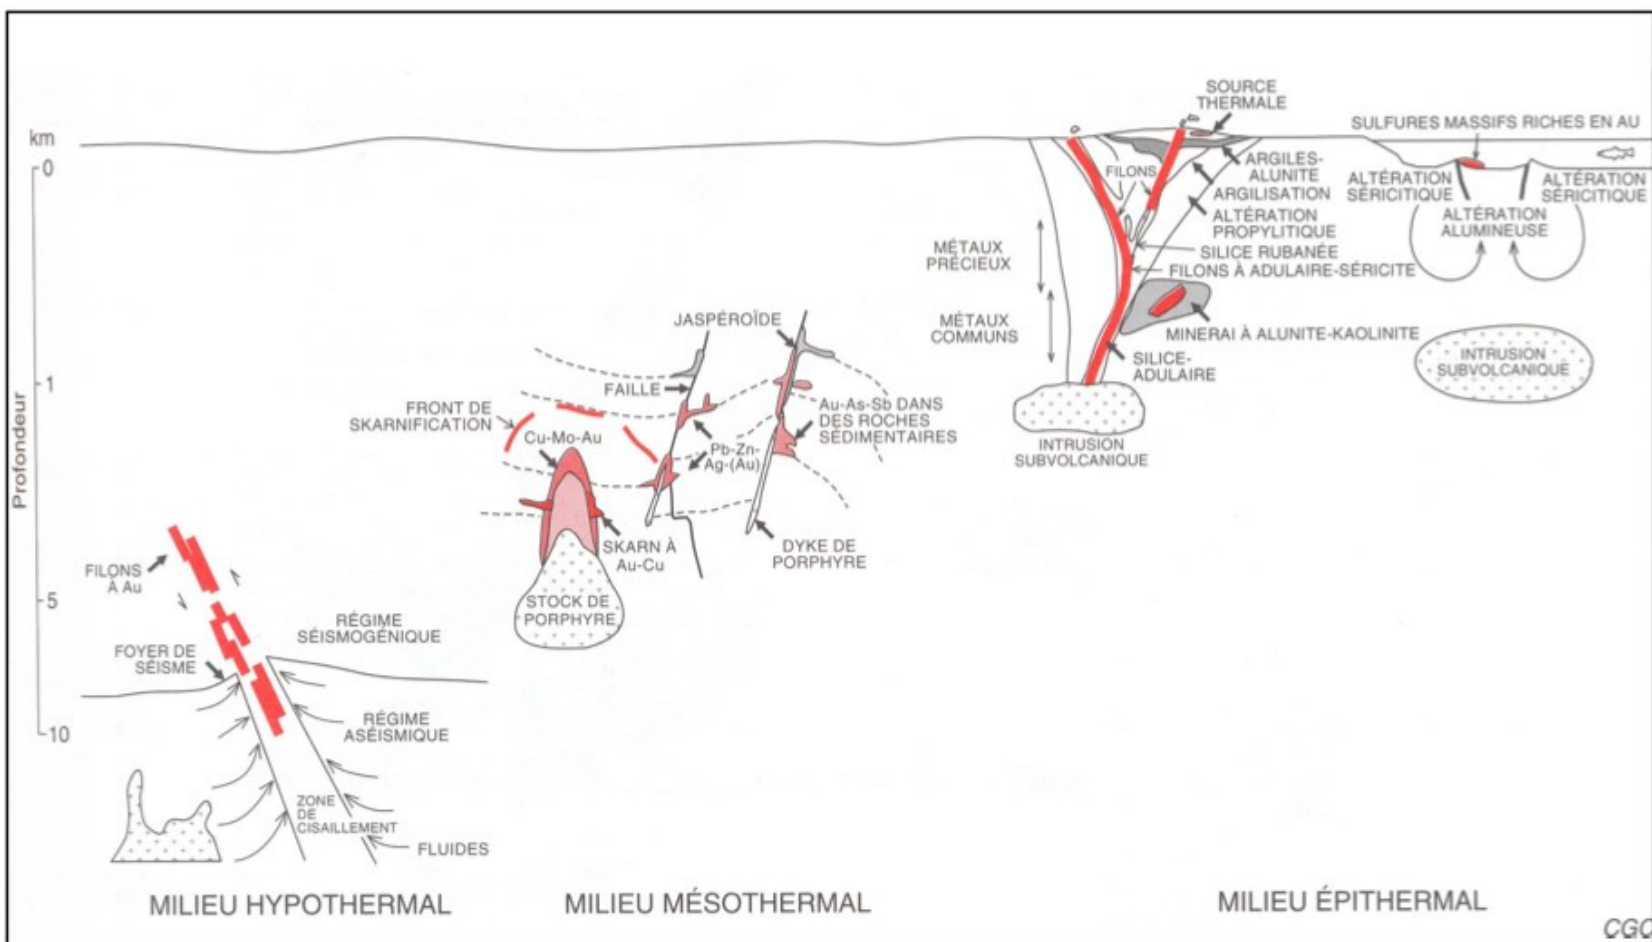 km
0
1
5
10
Profondeur
FILONS
À Au
FOYER DE
SÉISME
RÉGIME
SÉISMOGÉNIQUE
RÉGIME
ASÉISMIQUE
ZONE
DE
CISAILLEMENT
FLUIDES
MILIEU HYPOTHERMAL
JASPÉROÏDE
FAILLE
FRONT DE
SKARNIFICATION
Cu-Mo-Au
Pb-Zn-
Ag-(Au)
Au-As-Sb DANS
DES ROCHES
SÉDIMENTAIRES
SKARN À
Au-Cu
DYKE DE
PORPHYRE
STOCK DE
PORPHYRE
MILIEU MÉSOTHERMAL
SOURCE
THERMALE
FILONS
ARGILES-
ALUNITE
ARGILISATION
ALTÉRATION
PROPYLITIQUE
SILICE RUBANÉE
FILONS À ADULAIRE-SÉRICITE
MÉTAUX
PRÉCIEUX
MÉTAUX
COMMUNS
MINERAI À ALUNITE-KAOLINITE
SILICE-
ADULAIRE
INTRUSION
SUBVOLCANIQUE
SULFURES MASSIFS RICHES EN AU
ALTÉRATION
SÉRICITIQUE
ALTÉRATION
SÉRICITIQUE
ALTÉRATION
ALUMINEUSE
INTRUSION
SUBVOLCANIQUE
MILIEU ÉPITHERMAL
CGC